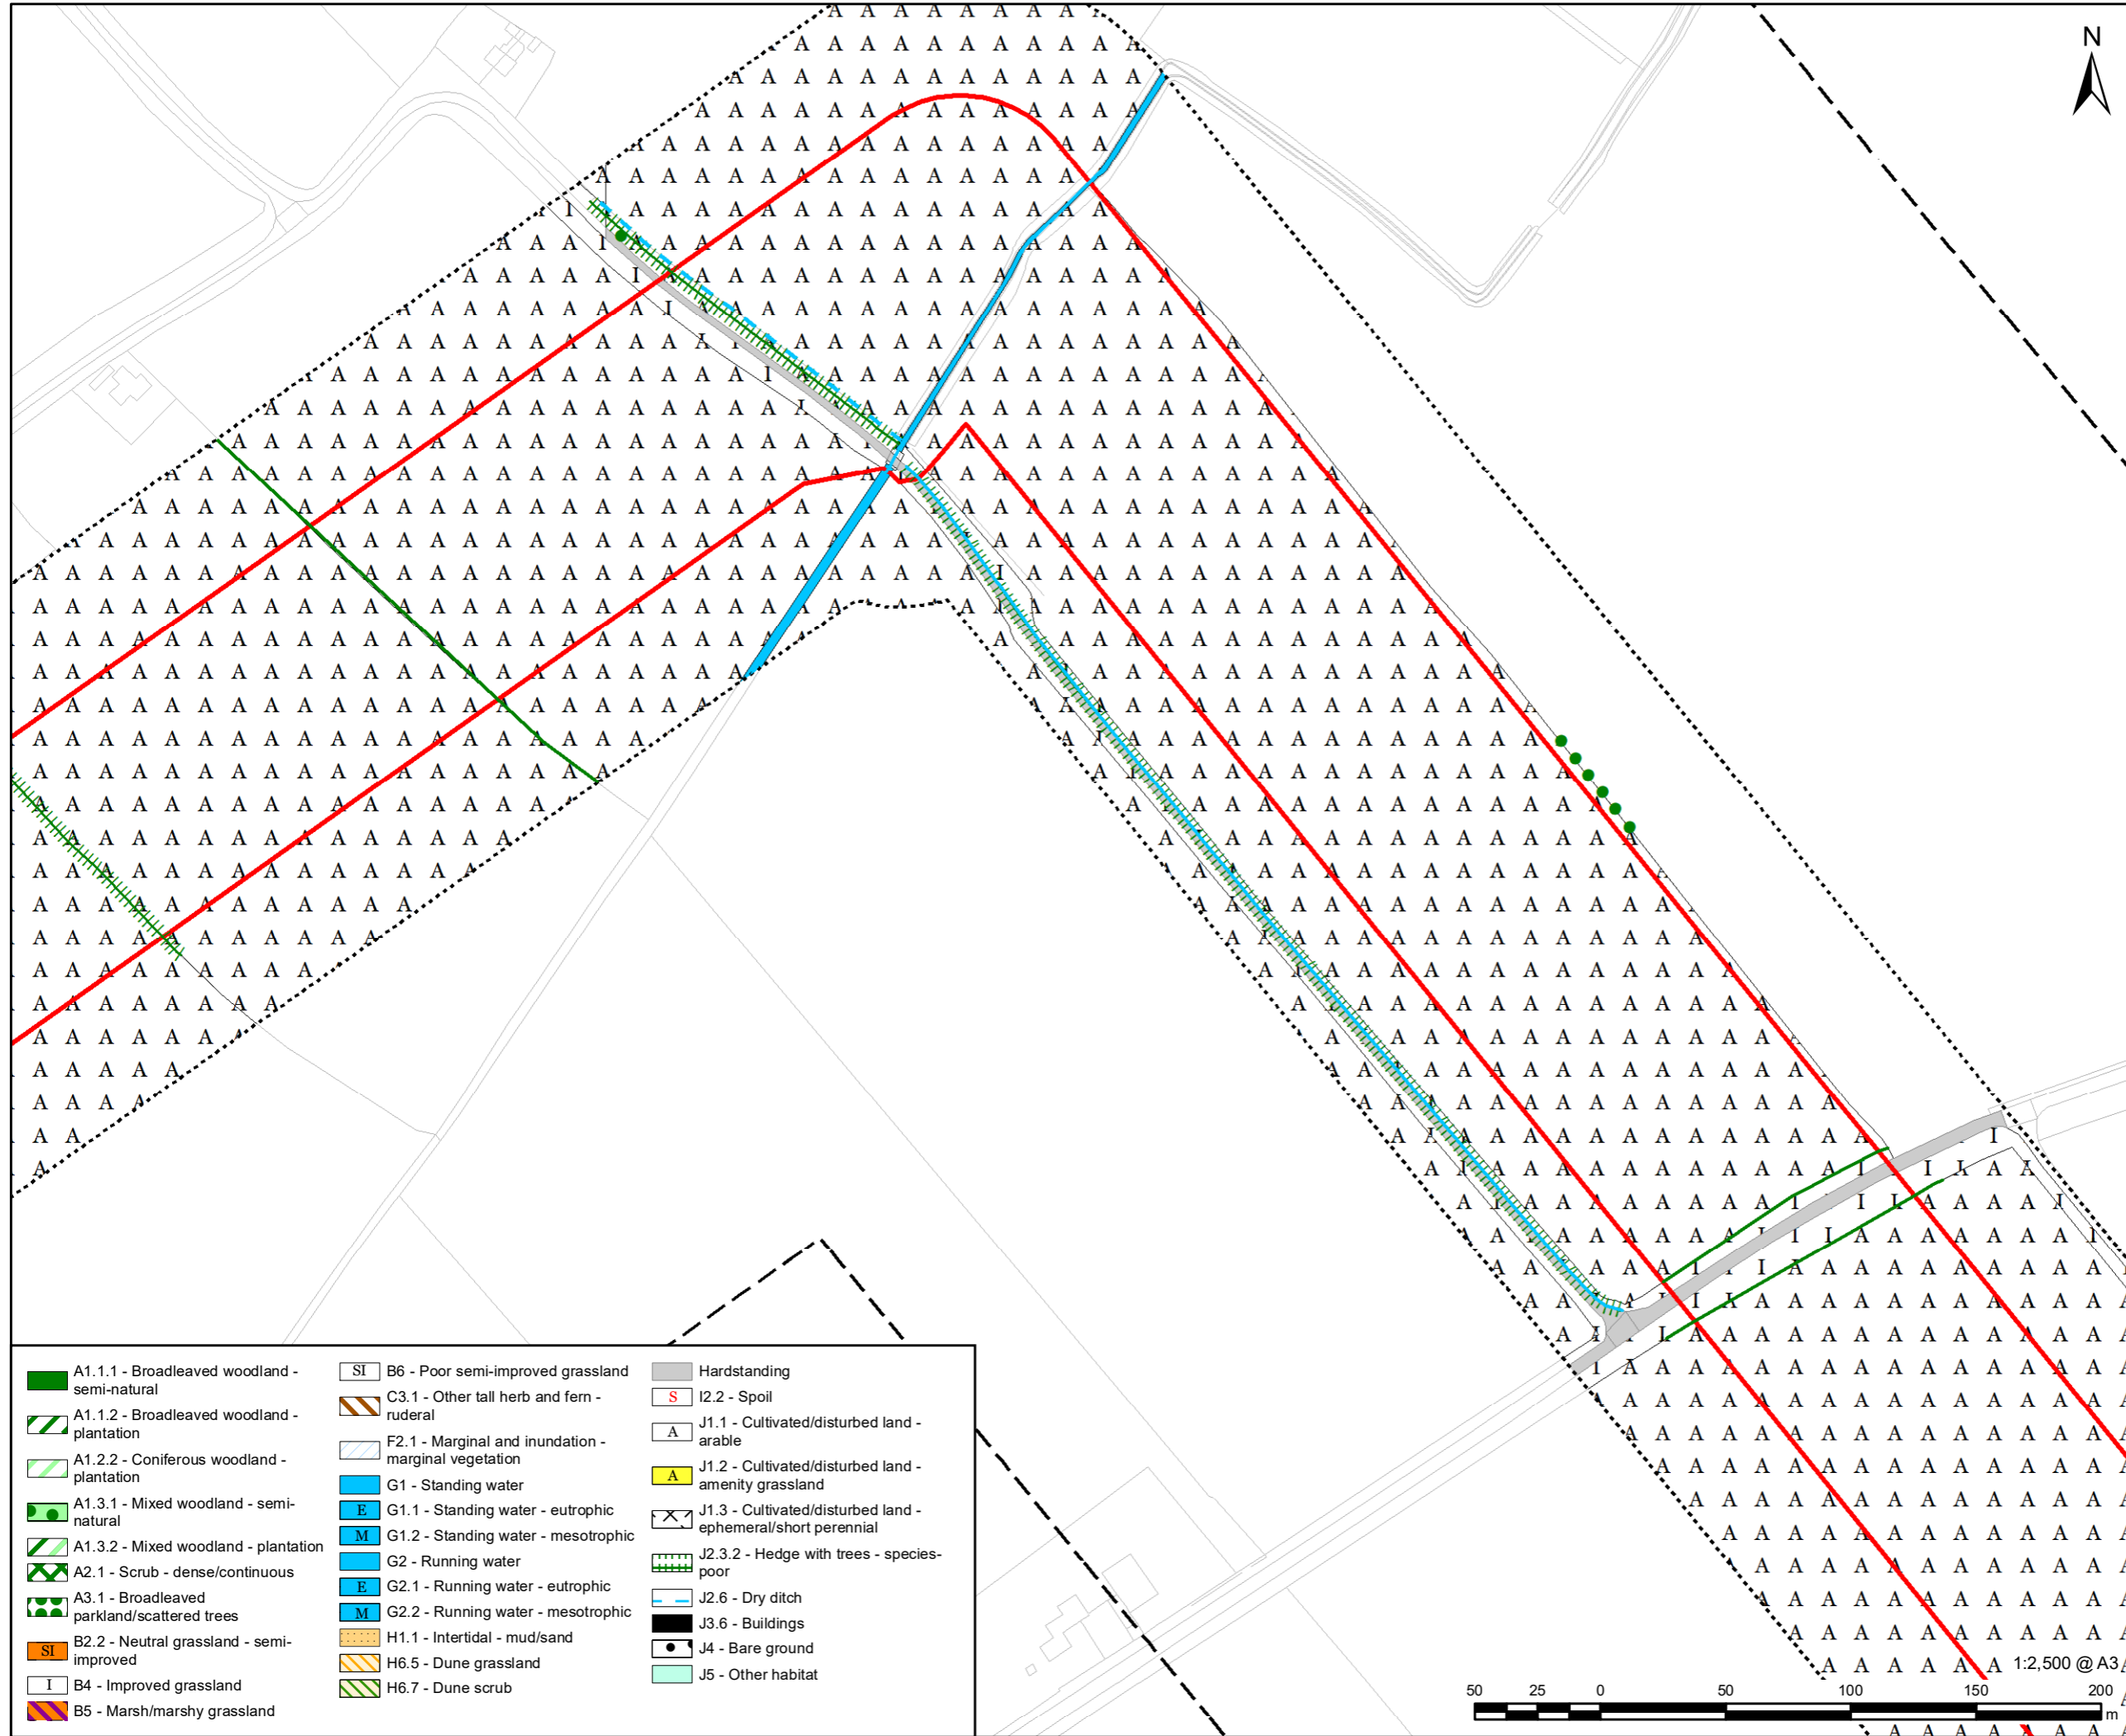 N
A1.1.1 - Broadleaved woodland -
semi-natural
A1.1.2 - Broadleaved woodland -
plantation
A1.2.2 - Coniferous woodland -
plantation
A1.3.1 - Mixed woodland - semi-
natural
A1.3.2 - Mixed woodland - plantation
A2.1 - Scrub - dense/continuous
A3.1 - Broadleaved
parkland/scattered trees
SI B2.2 - Neutral grassland - semi-
improved
I B4 - Improved grassland
B5 - Marsh/marshy grassland
SI B6 - Poor semi-improved grassland
C3.1 - Other tall herb and fern -
ruderal
F2.1 - Marginal and inundation -
marginal vegetation
G1 - Standing water
E G1.1 - Standing water - eutrophic
M G1.2 - Standing water - mesotrophic
G2 - Running water
E G2.1 - Running water - eutrophic
M G2.2 - Running water - mesotrophic
H1.1 - Intertidal - mud/sand
H6.5 - Dune grassland
H6.7 - Dune scrub
Hardstanding
S I2.2 - Spoil
A J1.1 - Cultivated/disturbed land -
arable
A J1.2 - Cultivated/disturbed land -
amenity grassland
J1.3 - Cultivated/disturbed land -
ephemeral/short perennial
J2.3.2 - Hedge with trees - species-
poor
J2.6 - Dry ditch
J3.6 - Buildings
J4 - Bare ground
J5 - Other habitat
1:2,500 @ A3
50 25 0 50 100 150 200
m